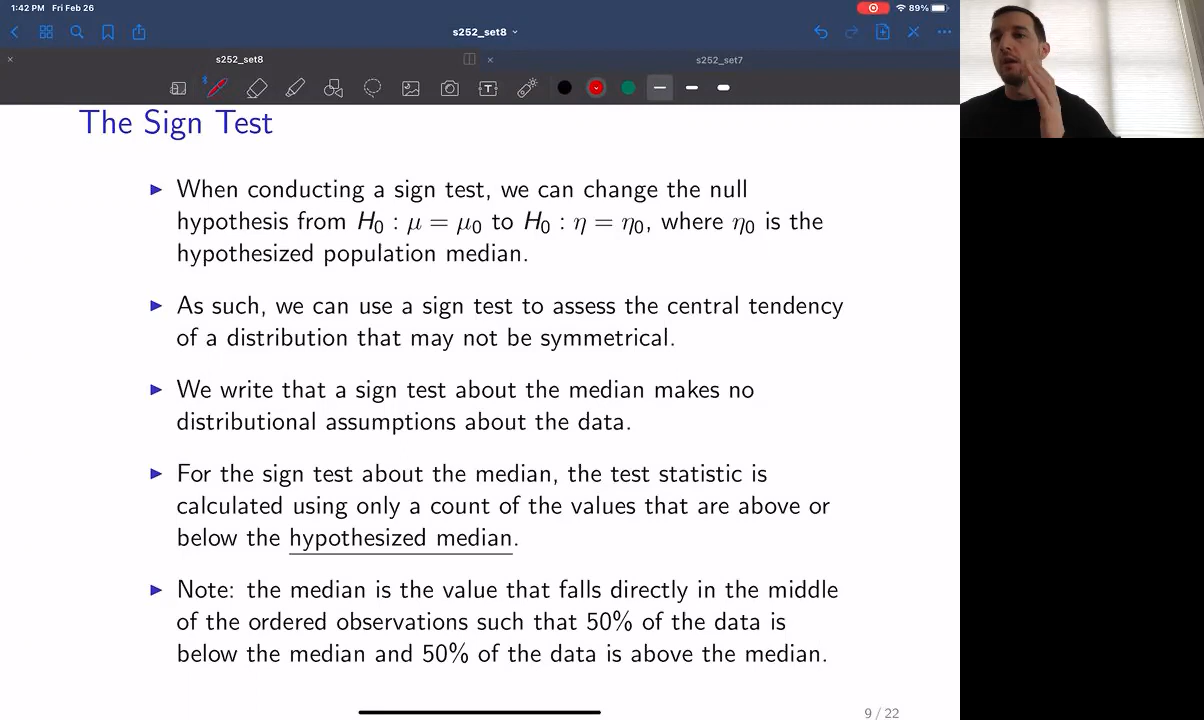 1:42 PM Fri Feb 26
89%
s252_set8
s252_set8
s252_set7
T
The Sign Test
When conducting a sign test, we can change the null
hypothesis from H₀ : μ = μ₀ to H₀ : η = η₀, where η₀ is the
hypothesized population median.
As such, we can use a sign test to assess the central tendency
of a distribution that may not be symmetrical.
We write that a sign test about the median makes no
distributional assumptions about the data.
For the sign test about the median, the test statistic is
calculated using only a count of the values that are above or
below the hypothesized median.
Note: the median is the value that falls directly in the middle
of the ordered observations such that 50% of the data is
below the median and 50% of the data is above the median.
9 / 22